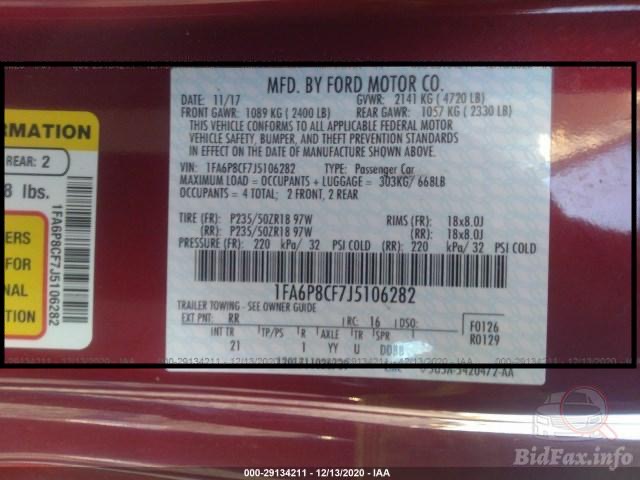 MFD. BY FORD MOTOR CO.
DATE: 11/17 GVWR: 2141 KG (4720 LB)
FRONT GAWR: 1089 KG (2400 LB) REAR GAWR: 1057 KG (2330 LB)
THIS VEHICLE CONFORMS TO ALL APPLICABLE FEDERAL MOTOR
VEHICLE SAFETY, BUMPER, AND THEFT PREVENTION STANDARDS
IN EFFECT ON THE DATE OF MANUFACTURE SHOWN ABOVE.
VIN: 1FA6P8CF7J5106282 TYPE: Passenger Car
MAXIMUM LOAD = OCCUPANTS + LUGGAGE = 303KG/ 668LB
OCCUPANTS = 4 TOTAL; 2 FRONT, 2 REAR
TIRE (FR): P235/50ZR18 97W RIMS (FR): 18x8.0J
(RR): P235/50ZR18 97W (RR): 18x8.0J
PRESSURE (FR): 220 kPa/ 32 PSI COLD (RR): 220 kPa/ 32 PSI COLD
1FA6P8CF7J5106282
TRAILER TOWING - SEE OWNER GUIDE
EXT PNT: RR RC: 16 DSO: F0126
INT TR TP/PS R AXLE TR SPR R0129
21 I YY U
RMATION
REAR: 2
8 lbs.
ERS
FOR
NAL
TION
1FA6P8CF7J5106282
000-29134211 - 12/13/2020 - IAA
BidFax.info
000-29134211 - 12/13/2020 - IAA